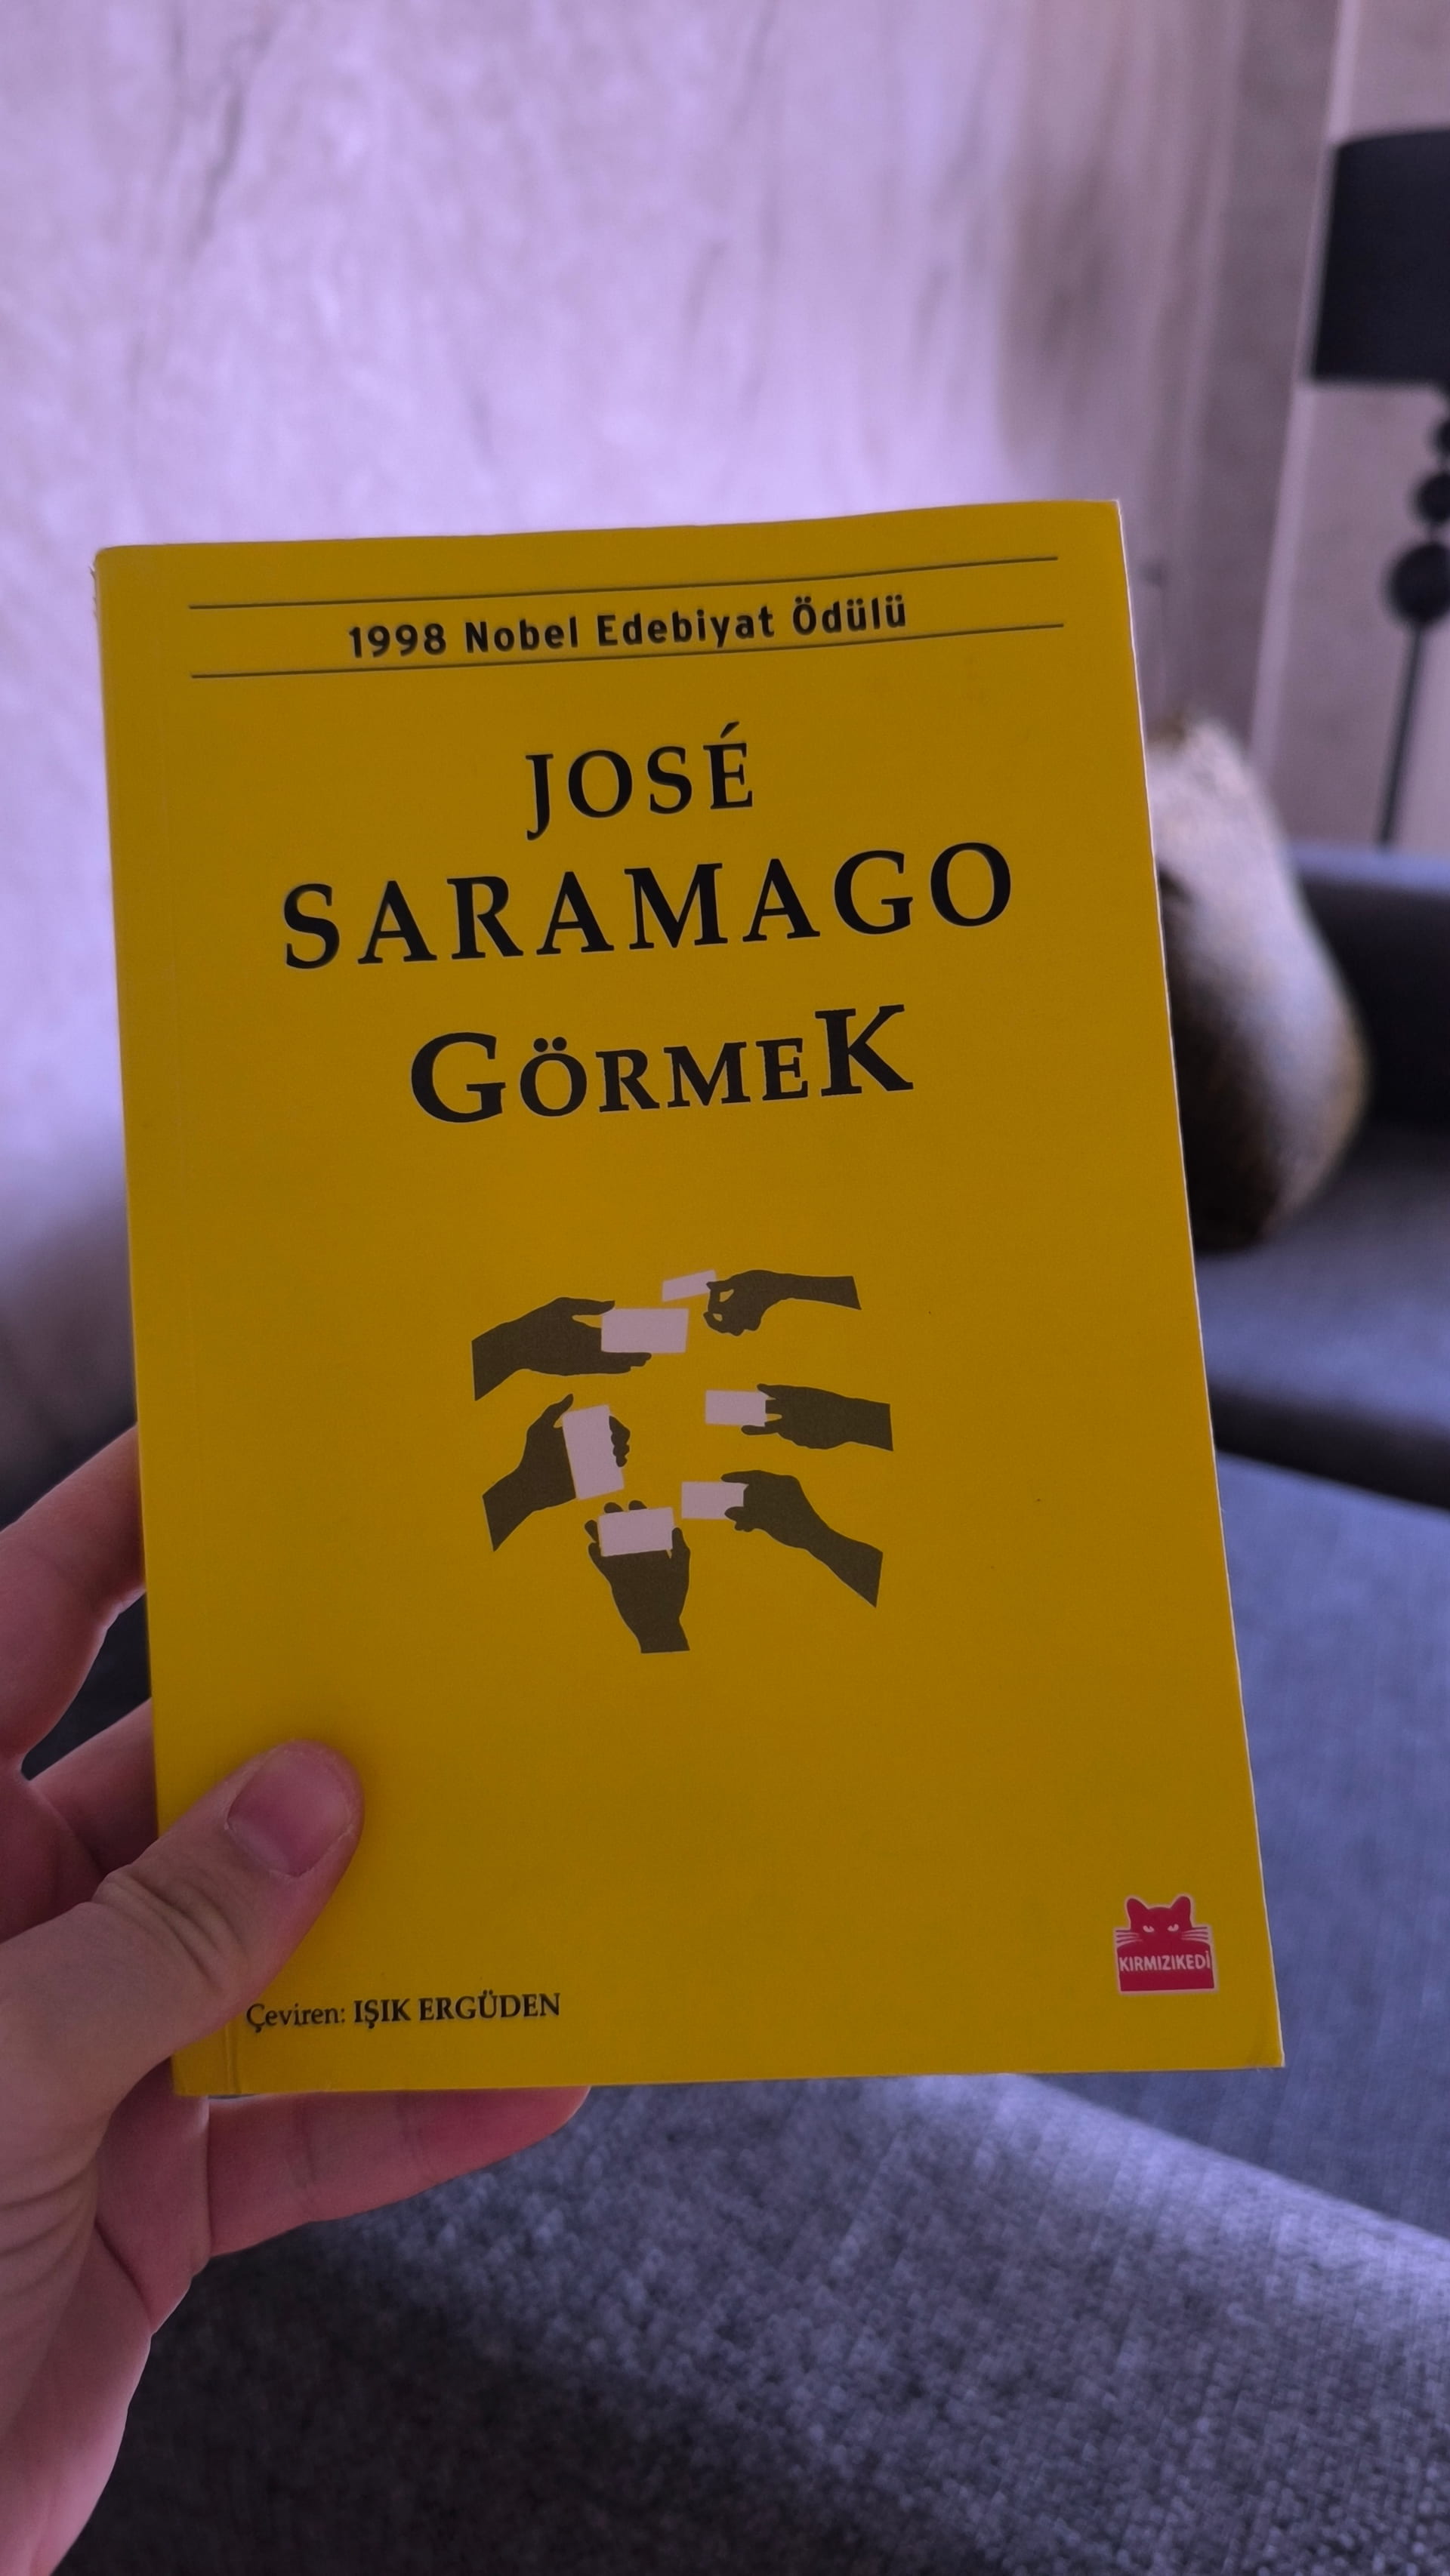 1998 Nobel Edebiyat Ödülü
JOSÉ
SARAMAGO
GÖRMEK
KIRMIZIKEDİ
Çeviren: IŞIK ERGÜDEN